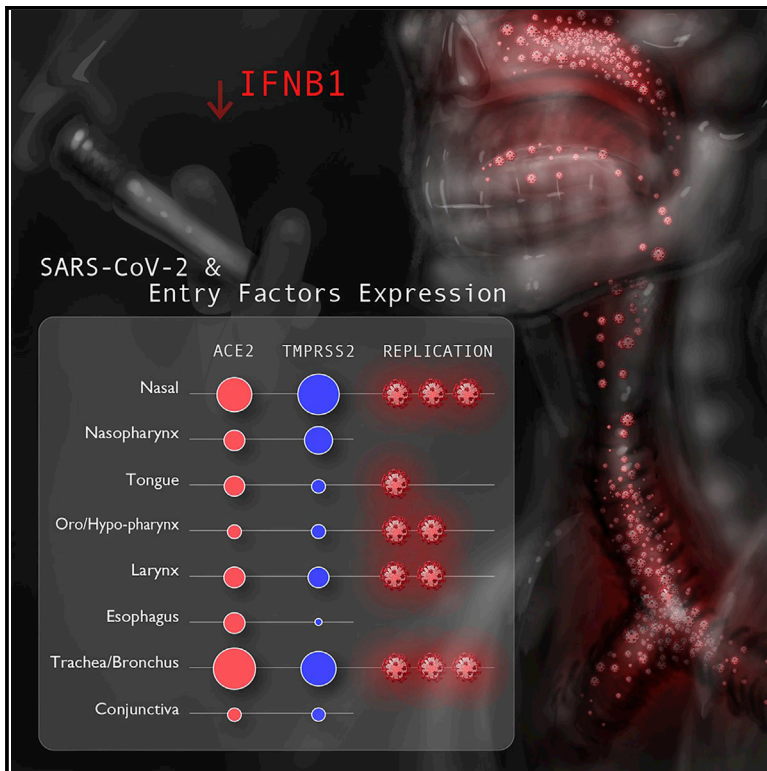 IFNB1
SARS-CoV-2 &
Entry Factors Expression
ACE2 TMPRSS2 REPLICATION
Nasal
Nasopharynx
Tongue
Oro/Hypo-pharynx
Larynx
Esophagus
Trachea/Bronchus
Conjunctiva